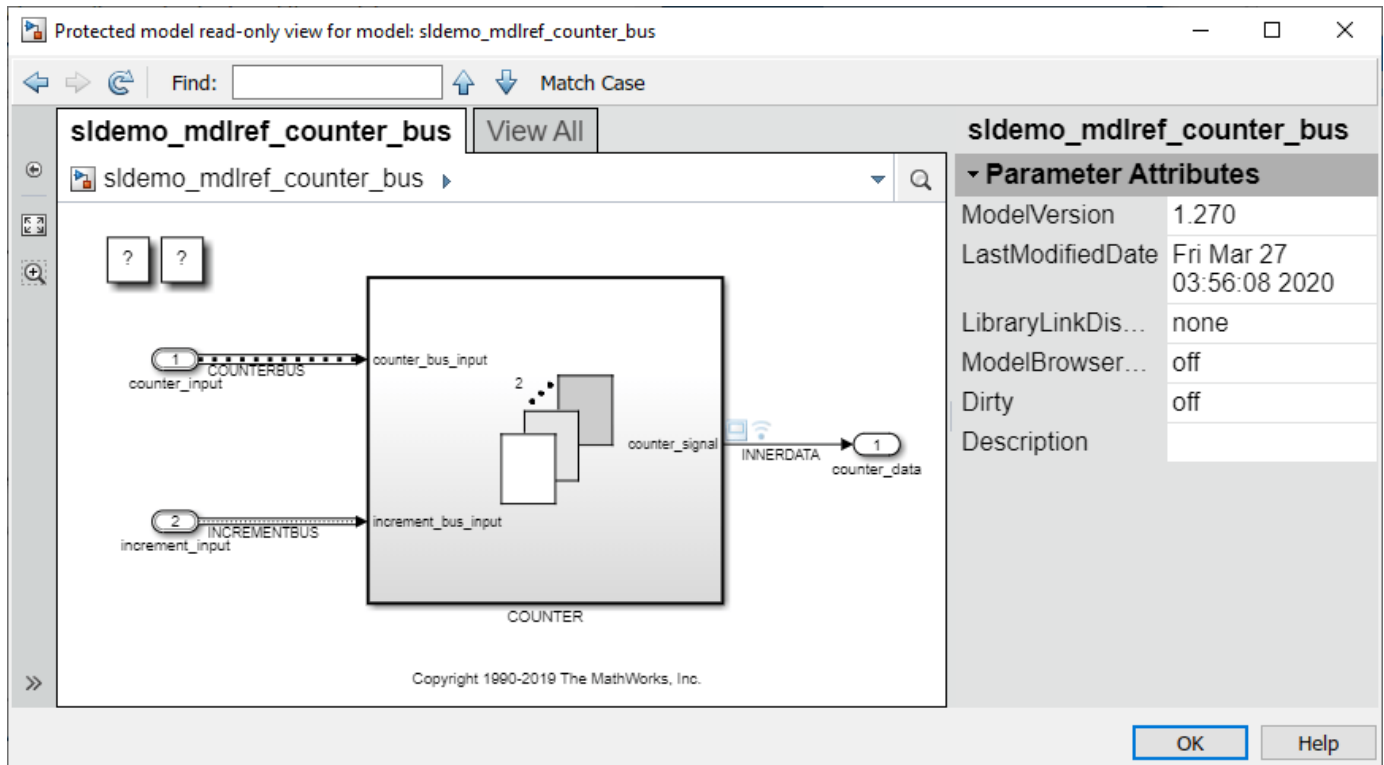 Protected model read-only view for model: sldemo_mdlref_counter_bus
Find:
Match Case
sldemo_mdlref_counter_bus
View All
sldemo_mdlref_counter_bus
? ?
1
COUNTERBUS
counter_input
counter_bus_input
2
counter_signal
INNERDATA
1
counter_data
2
INCREMENTBUS
increment_input
increment_bus_input
COUNTER
Copyright 1990-2019 The MathWorks, Inc.
sldemo_mdlref_counter_bus
Parameter Attributes
ModelVersion 1.270
LastModifiedDate Fri Mar 27
03:56:08 2020
LibraryLinkDis... none
ModelBrowser... off
Dirty off
Description
OK Help